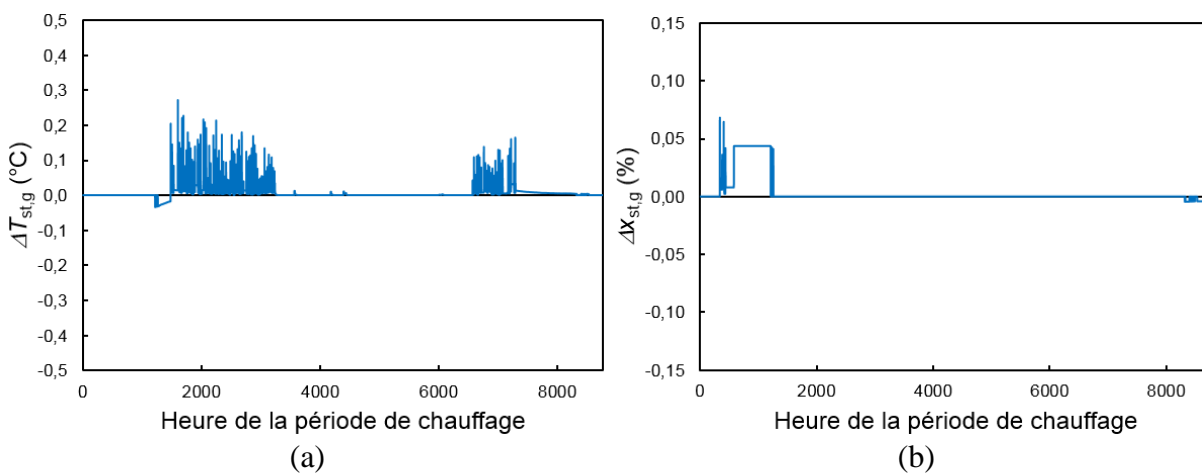 0,5
0,4
0,3
0,2
0,1
0,0
-0,1
-0,2
-0,3
-0,4
-0,5
ΔT_st,g (°C)
0 2000 4000 6000 8000
Heure de la période de chauffage
(a)
0,15
0,10
0,05
0,00
-0,05
-0,10
-0,15
Δx_st,g (%)
0 2000 4000 6000 8000
Heure de la période de chauffage
(b)